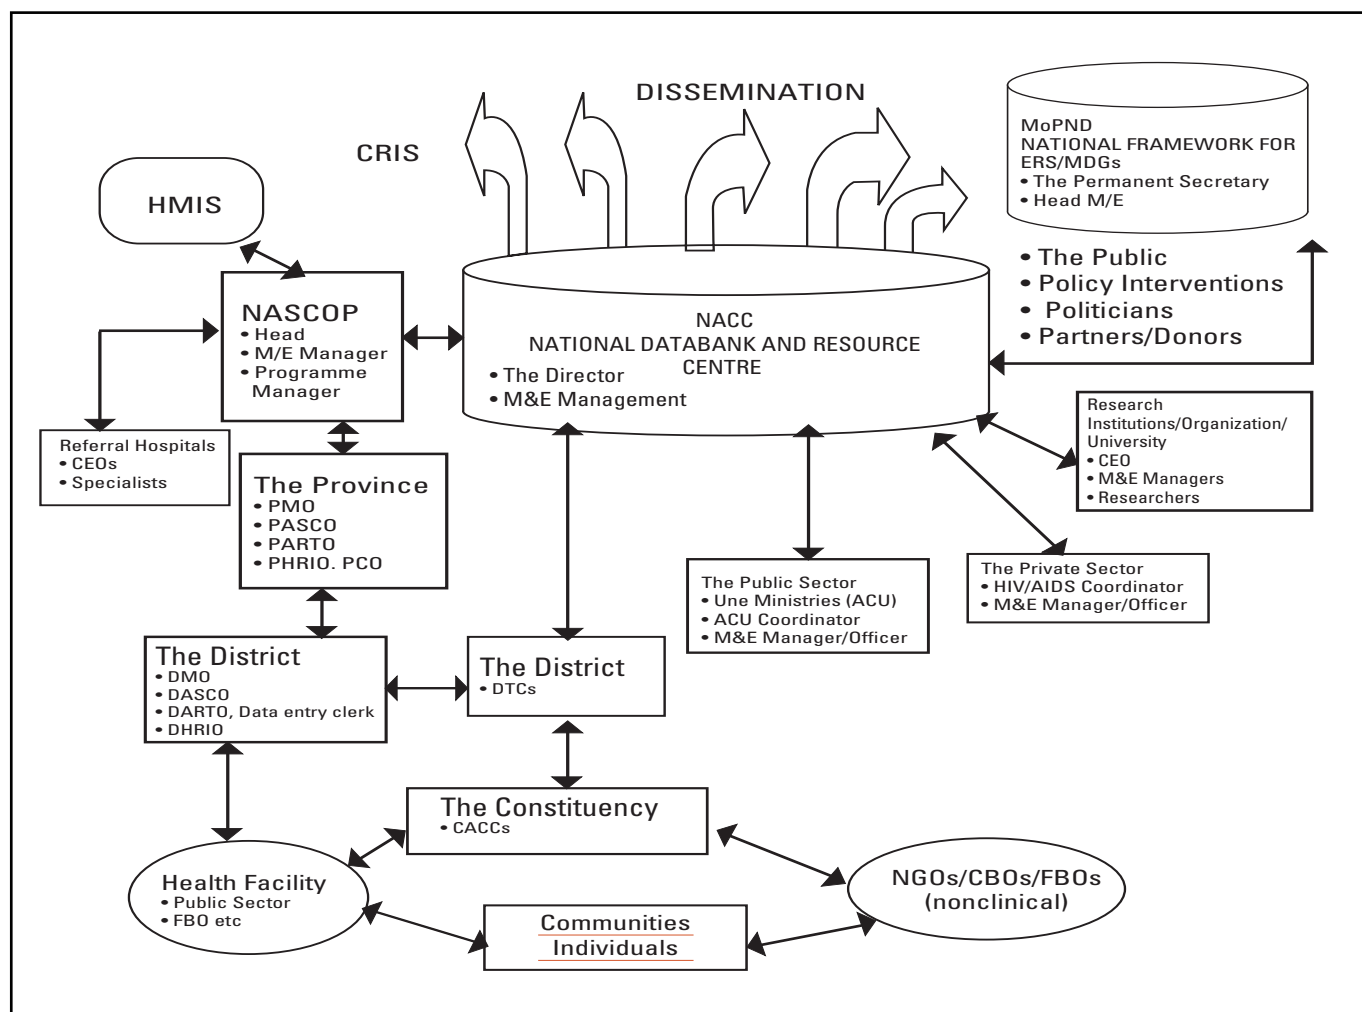 DISSEMINATION
CRIS
MoPND
NATIONAL FRAMEWORK FOR
ERS/MDGs
• The Permanent Secretary
• Head M/E
HMIS
• The Public
• Policy Interventions
• Politicians
• Partners/Donors
NASCOP
• Head
• M/E Manager
• Programme
Manager
NACC
NATIONAL DATABANK AND RESOURCE
CENTRE
• The Director
• M&E Management
Referral Hospitals
• CEOs
• Specialists
The Province
• PMO
• PASCO
• PARTO
• PHRIO. PCO
Research
Institutions/Organization/
University
• CEO
• M&E Managers
• Researchers
The Public Sector
• Une Ministries (ACU)
• ACU Coordinator
• M&E Manager/Officer
The Private Sector
• HIV/AIDS Coordinator
• M&E Manager/Officer
The District
• DMO
• DASCO
• DARTO, Data entry clerk
• DHRIO
The District
• DTCs
The Constituency
• CACCs
Health Facility
• Public Sector
• FBO etc
NGOs/CBOs/FBOs
(nonclinical)
Communities
Individuals